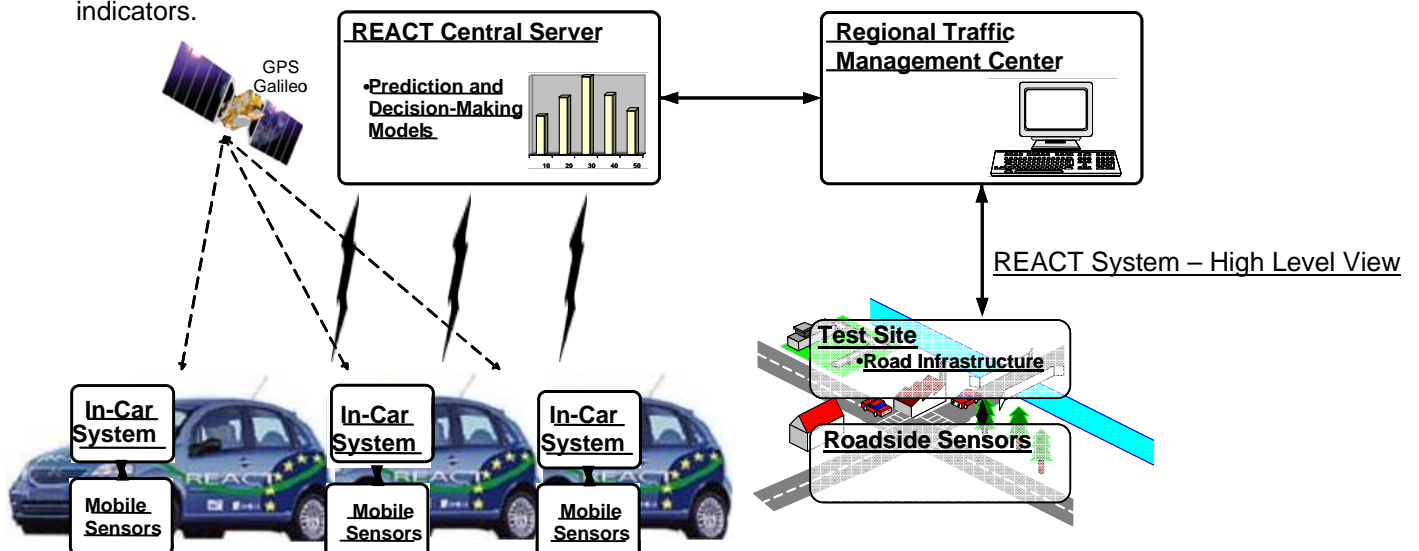 indicators.
REACT Central Server
•Prediction and
Decision-Making
Models
10 20 30 40 50
Regional Traffic
Management Center
GPS
Galileo
REACT System – High Level View
Test Site
•Road Infrastructure
Roadside Sensors
In-Car
System
In-Car
System
In-Car
System
REACT
REACT
REACT
Mobile
Sensors
Mobile
Sensors
Mobile
Sensors